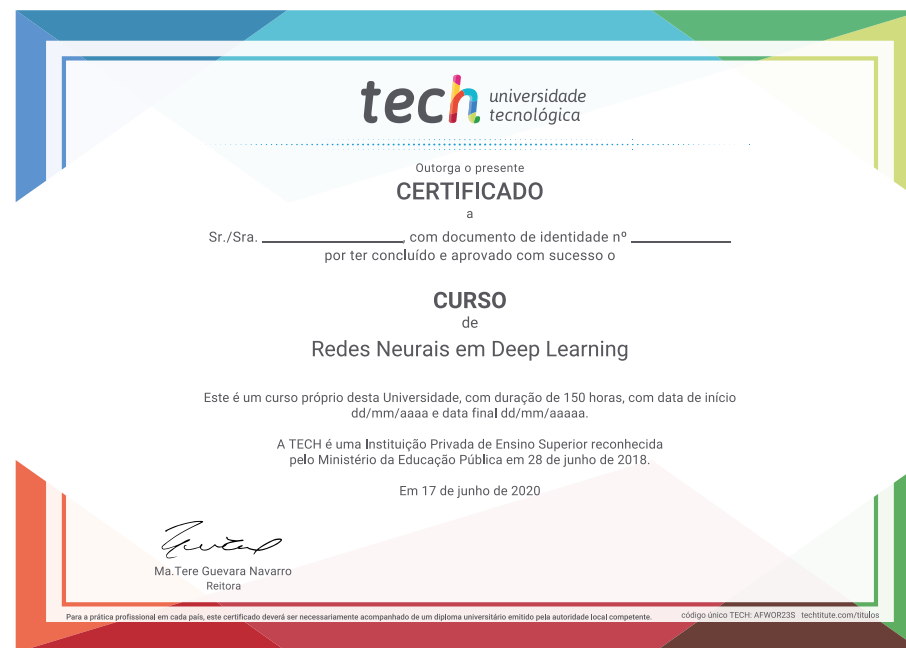 tech universidade
tecnológica
Outorga o presente
CERTIFICADO
a
Sr./Sra. ____________, com documento de identidade nº ____________
por ter concluído e aprovado com sucesso o
CURSO
de
Redes Neurais em Deep Learning
Este é um curso próprio desta Universidade, com duração de 150 horas, com data de início
dd/mm/aaaa e data final dd/mm/aaaaa.
A TECH é uma Instituição Privada de Ensino Superior reconhecida
pelo Ministério da Educação Pública em 28 de junho de 2018.
Em 17 de junho de 2020
Ma.Tere Guevara Navarro
Reitora
Para a prática profissional em cada país, este certificado deverá ser necessariamente acompanhado de um diploma universitário emitido pela autoridade local competente.
código único TECH: AFWOR23S techtitute.com/titulos